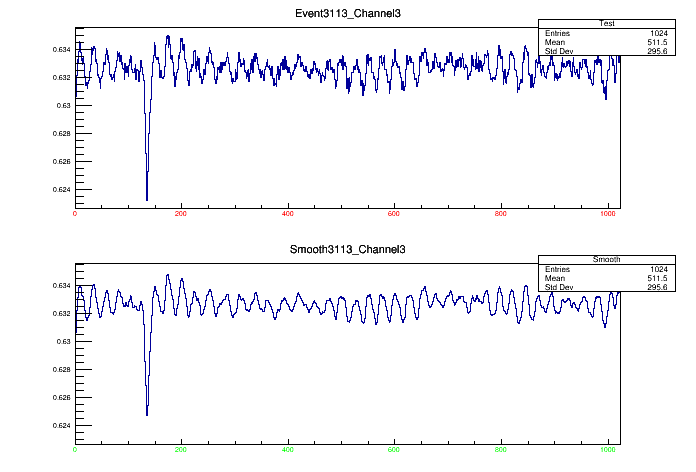 Event3113_Channel3
Test
Entries 1024
Mean 511.5
Std Dev 295.6
0.634
0.632
0.63
0.628
0.626
0.624
0 200 400 600 800 1000
Smooth3113_Channel3
Smooth
Entries 1024
Mean 511.5
Std Dev 295.6
0.634
0.632
0.63
0.628
0.626
0.624
0 200 400 600 800 1000